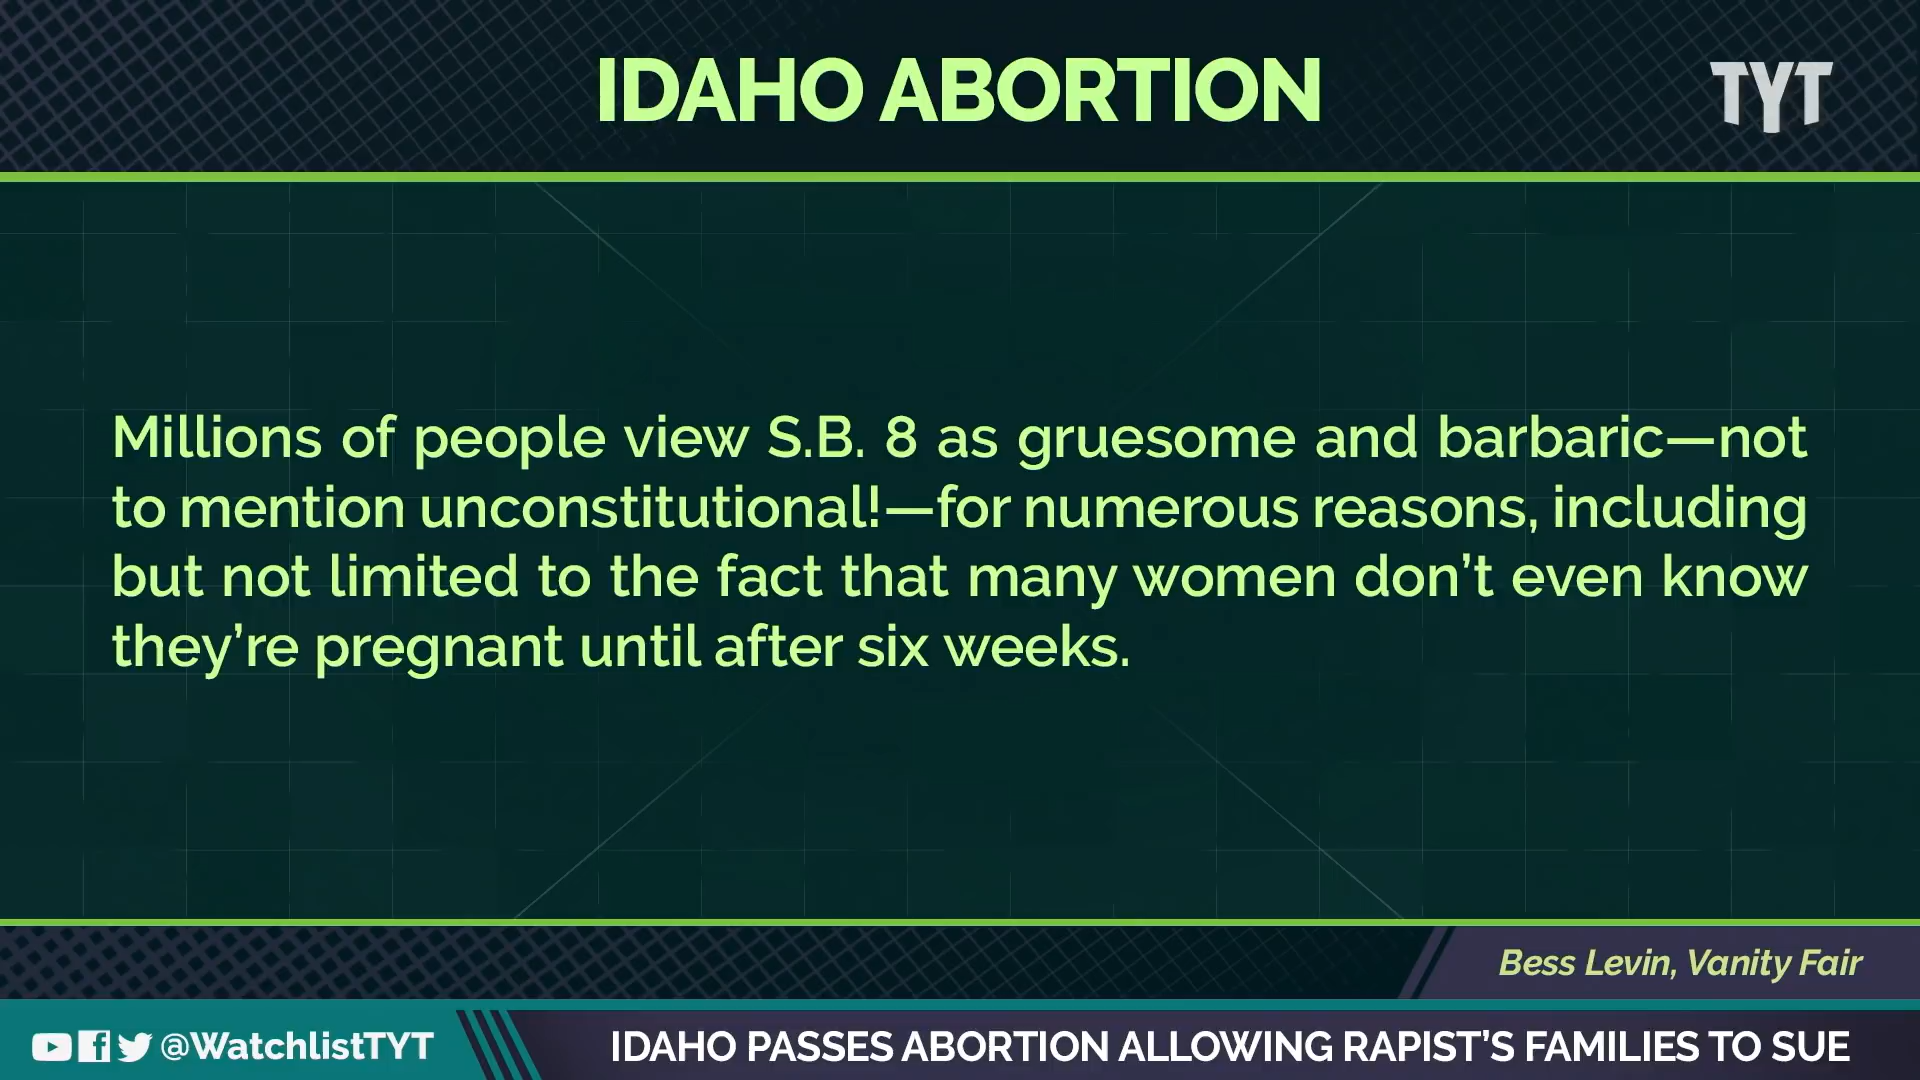 IDAHO ABORTION
TYT
Millions of people view S.B. 8 as gruesome and barbaric—not
to mention unconstitutional!—for numerous reasons, including
but not limited to the fact that many women don’t even know
they’re pregnant until after six weeks.
Bess Levin, Vanity Fair
@WatchlistTYT
IDAHO PASSES ABORTION ALLOWING RAPIST’S FAMILIES TO SUE